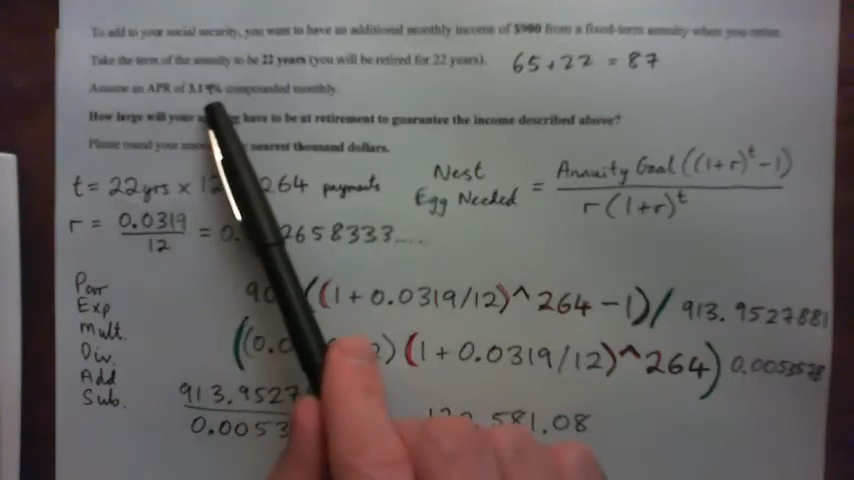 To add to your social security, you want to have an additional monthly income of $900 from a fixed-term annuity when you retire.
Take the term of the annuity to be 22 years (you will be retired for 22 years). 65+22 = 87
Assume an APR of 3.19% compounded monthly.
How large will your have to be at retirement to guarantee the income described above?
Please round your nearest thousand dollars.
t = 22yrs x 12 264 payments
Nest Egg Needed = Annuity Goal ((1+r)^t -1) / r(1+r)^t
r = 0.0319 / 12 = 0. 2658333....
Par
Exp
Mult.
Div.
Add
Sub.
90 ((1+0.0319/12)^264 -1)/ 913.9527881
((0.0 )(1+0.0319/12)^264) 0.0053578
913.9527
0.0053
581.08